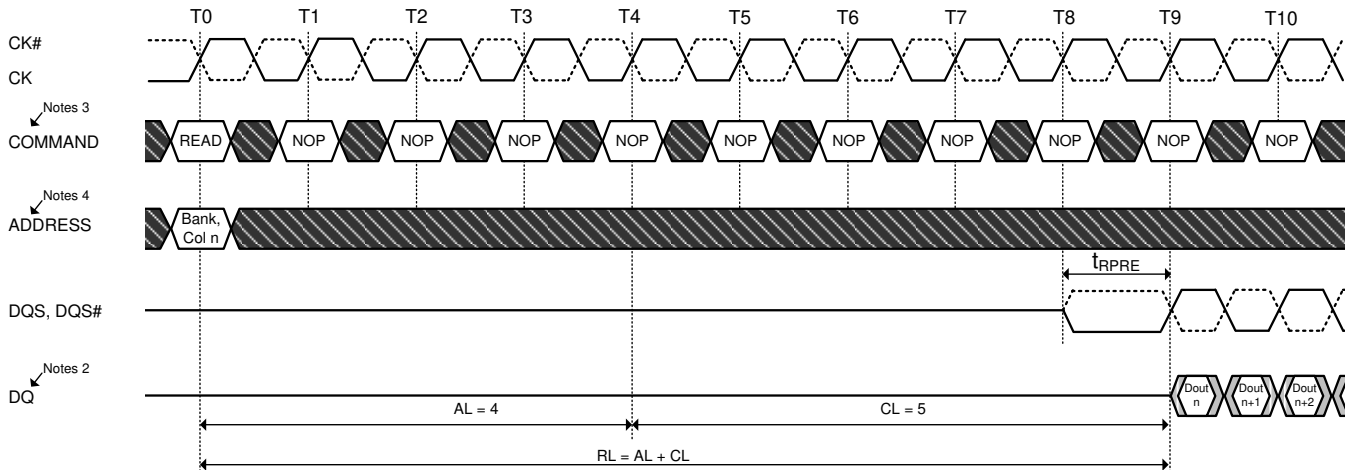 T0 T1 T2 T3 T4 T5 T6 T7 T8 T9 T10
CK#
CK
Notes 3
COMMAND
READ NOP NOP NOP NOP NOP NOP NOP NOP NOP NOP
Notes 4
ADDRESS
Bank,
Col n
tRPRE
DQS, DQS#
Notes 2
DQ
Dout
n
Dout
n+1
Dout
n+2
AL = 4
CL = 5
RL = AL + CL